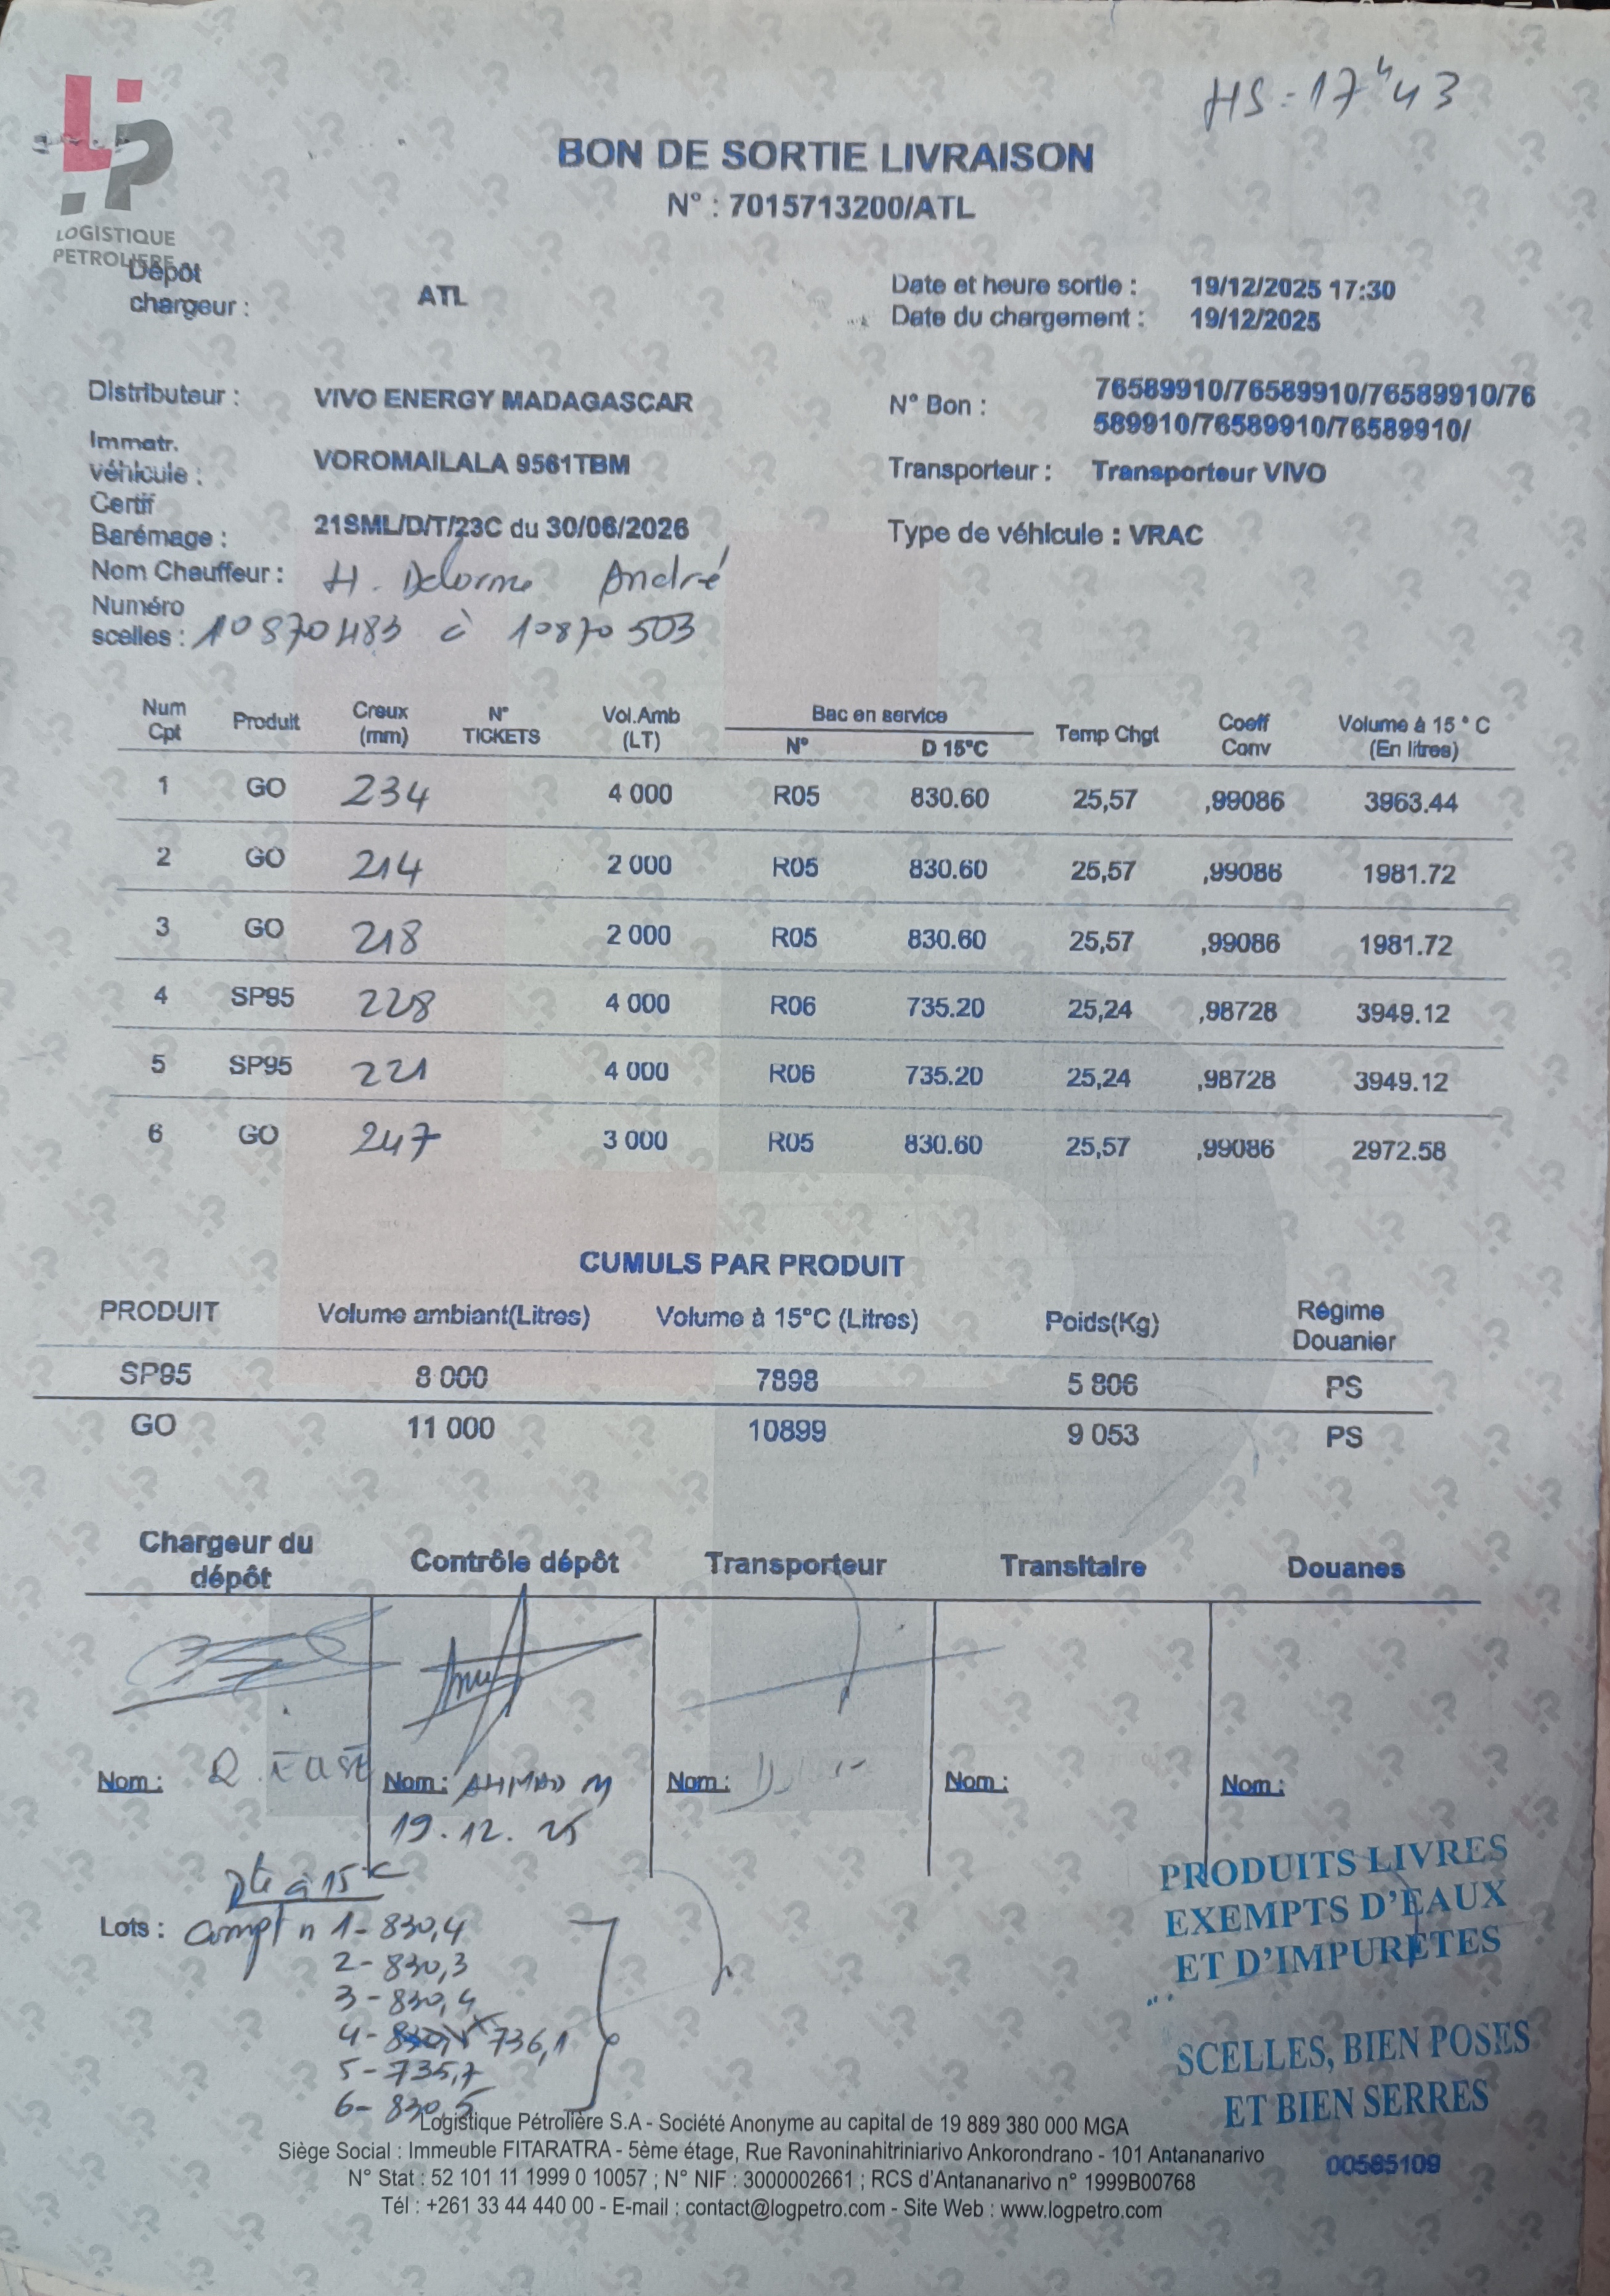 HS = 17h43
LOGISTIQUE
PETROLIERE
BON DE SORTIE LIVRAISON
N° : 7015713200/ATL
Dépôt
chargeur : ATL
Date et heure sortie : 19/12/2025 17:30
Date du chargement : 19/12/2025
Distributeur : VIVO ENERGY MADAGASCAR
N° Bon : 76589910/76589910/76589910/76
589910/76589910/76589910/
Immatr.
véhicule : VOROMAILALA 9561TBM
Transporteur : Transporteur VIVO
Certif
Barémage : 21SML/D/T/23C du 30/06/2026
Type de véhicule : VRAC
Nom Chauffeur : H. Delorme André
Numéro
scelles : 10870483 à 10870503
Num Cpt Produit Creux (mm) N° TICKETS Vol.Amb (LT) Bac en service N° D 15°C Temp Chgt Coeff Conv Volume à 15 ° C (En litres)
1 GO 234 4 000 R05 830.60 25,57 ,99086 3963.44
2 GO 214 2 000 R05 830.60 25,57 ,99086 1981.72
3 GO 218 2 000 R05 830.60 25,57 ,99086 1981.72
4 SP95 228 4 000 R06 735.20 25,24 ,98728 3949.12
5 SP95 221 4 000 R06 735.20 25,24 ,98728 3949.12
6 GO 247 3 000 R05 830.60 25,57 ,99086 2972.58
CUMULS PAR PRODUIT
PRODUIT Volume ambiant(Litres) Volume à 15°C (Litres) Poids(Kg) Régime Douanier
SP95 8 000 7898 5 806 PS
GO 11 000 10899 9 053 PS
Chargeur du dépôt Contrôle dépôt Transporteur Transitaire Douanes
Nom : Nom : AHMAD M Nom : Nom : Nom :
19.12.25
Dté à 15°C
Lots : Compt n 1- 830,4
2- 830,3
3- 830,4
4- 736,1
5- 735,7
6- 830,5
PRODUITS LIVRES
EXEMPTS D'EAUX
ET D'IMPURETES
SCELLES, BIEN POSES
ET BIEN SERRES
Logistique Pétrolière S.A - Société Anonyme au capital de 19 889 380 000 MGA
Siège Social : Immeuble FITARATRA - 5ème étage, Rue Ravoninahitriniarivo Ankorondrano - 101 Antananarivo
00585109
N° Stat : 52 101 11 1999 0 10057 ; N° NIF : 3000002661 ; RCS d'Antananarivo n° 1999B00768
Tél : +261 33 44 440 00 - E-mail : contact@logpetro.com - Site Web : www.logpetro.com